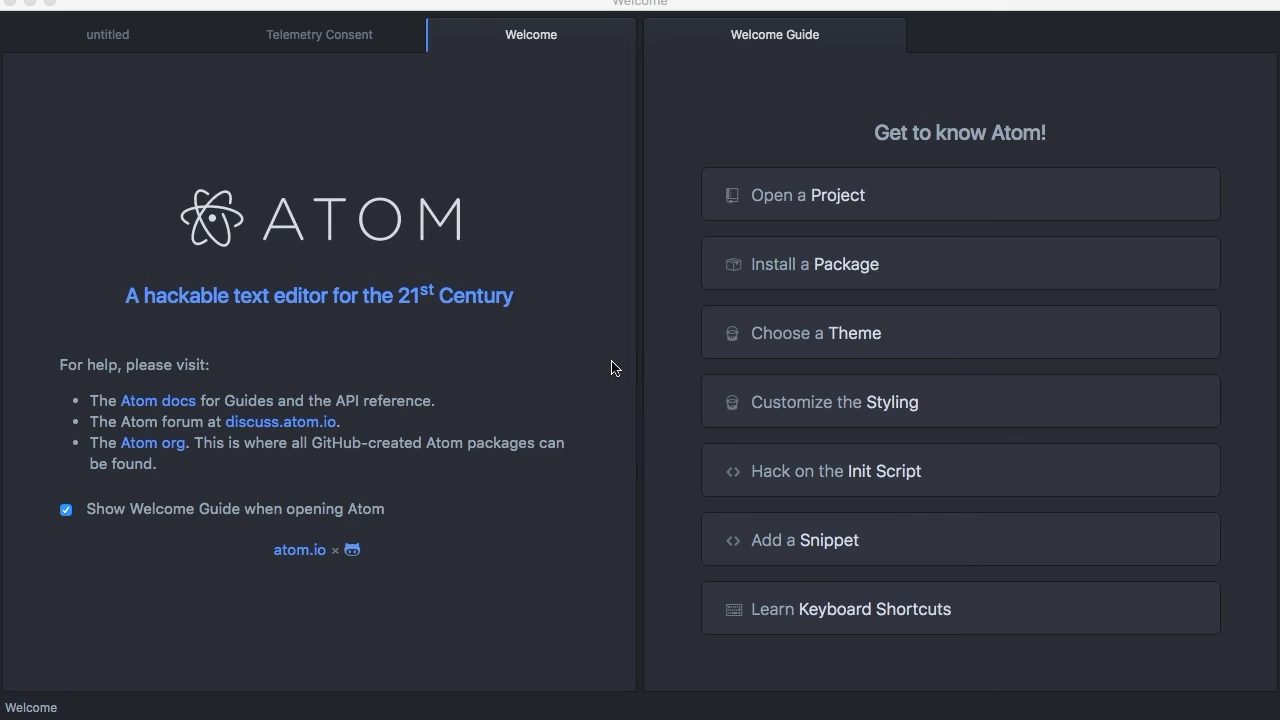 Welcome
untitled
Telemetry Consent
Welcome
Welcome Guide
ATOM
A hackable text editor for the 21st Century
For help, please visit:
• The Atom docs for Guides and the API reference.
• The Atom forum at discuss.atom.io.
• The Atom org. This is where all GitHub-created Atom packages can
be found.
Show Welcome Guide when opening Atom
atom.io ×
Get to know Atom!
Open a Project
Install a Package
Choose a Theme
Customize the Styling
Hack on the Init Script
Add a Snippet
Learn Keyboard Shortcuts
Welcome